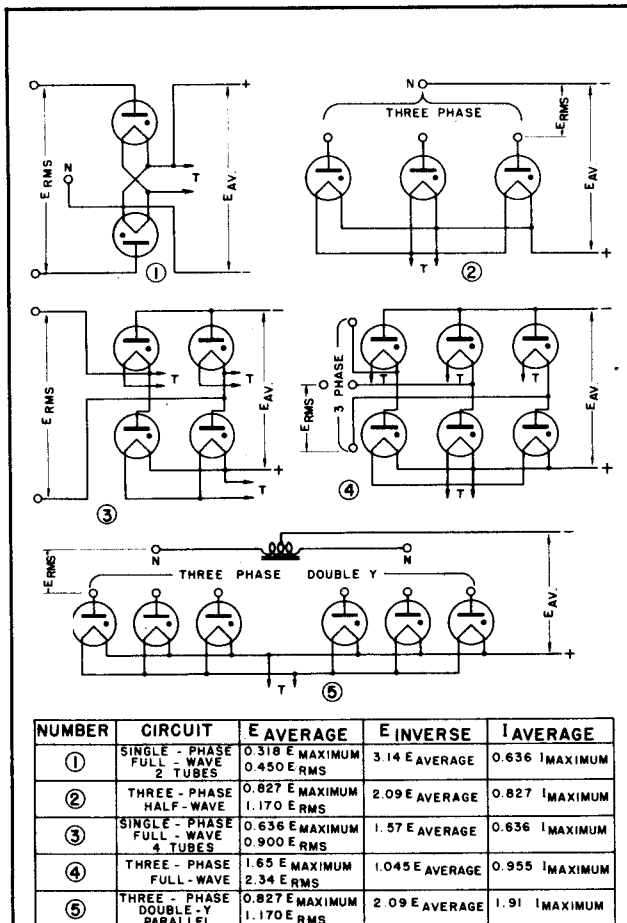 E RMS
N
T
E AV.
+
−
①
N
THREE PHASE
E RMS
E AV.
−
+
T
②
E RMS
T
T
T
E AV.
−
+
③
3 PHASE
E RMS
T
T
T
T
E AV.
−
+
④
E RMS
N
N
THREE PHASE DOUBLE Y
E AV.
−
+
T
⑤
NUMBER CIRCUIT E AVERAGE E INVERSE I AVERAGE
① SINGLE - PHASE FULL - WAVE 2 TUBES 0.318 E MAXIMUM 0.450 E RMS 3.14 E AVERAGE 0.636 I MAXIMUM
② THREE - PHASE HALF - WAVE 0.827 E MAXIMUM 1.170 E RMS 2.09 E AVERAGE 0.827 I MAXIMUM
③ SINGLE - PHASE FULL - WAVE 4 TUBES 0.636 E MAXIMUM 0.900 E RMS 1.57 E AVERAGE 0.636 I MAXIMUM
④ THREE - PHASE FULL - WAVE 1.65 E MAXIMUM 2.34 E RMS 1.045 E AVERAGE 0.955 I MAXIMUM
⑤ THREE - PHASE DOUBLE - Y PARALLEL 0.827 E MAXIMUM 1.170 E RMS 2.09 E AVERAGE 1.91 I MAXIMUM